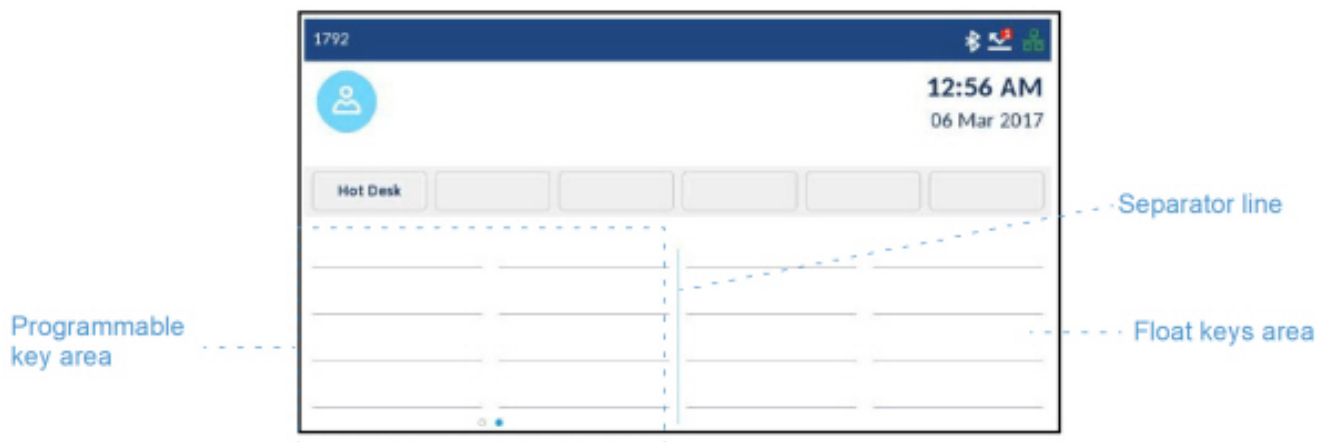 1792
12:56 AM
06 Mar 2017
Hot Desk
Separator line
Programmable
key area
Float keys area